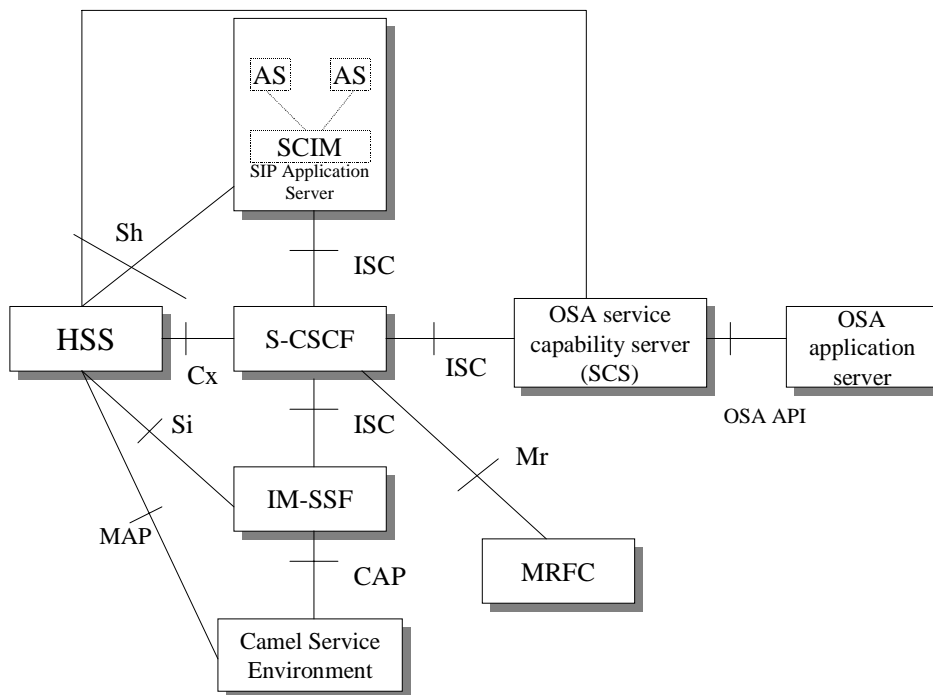 AS AS
SCIM
SIP Application
Server
Sh
ISC
HSS
S-CSCF
OSA service
capability server
(SCS)
OSA
application
server
Cx
ISC
OSA API
Si
ISC
Mr
IM-SSF
MAP
CAP
MRFC
Camel Service
Environment